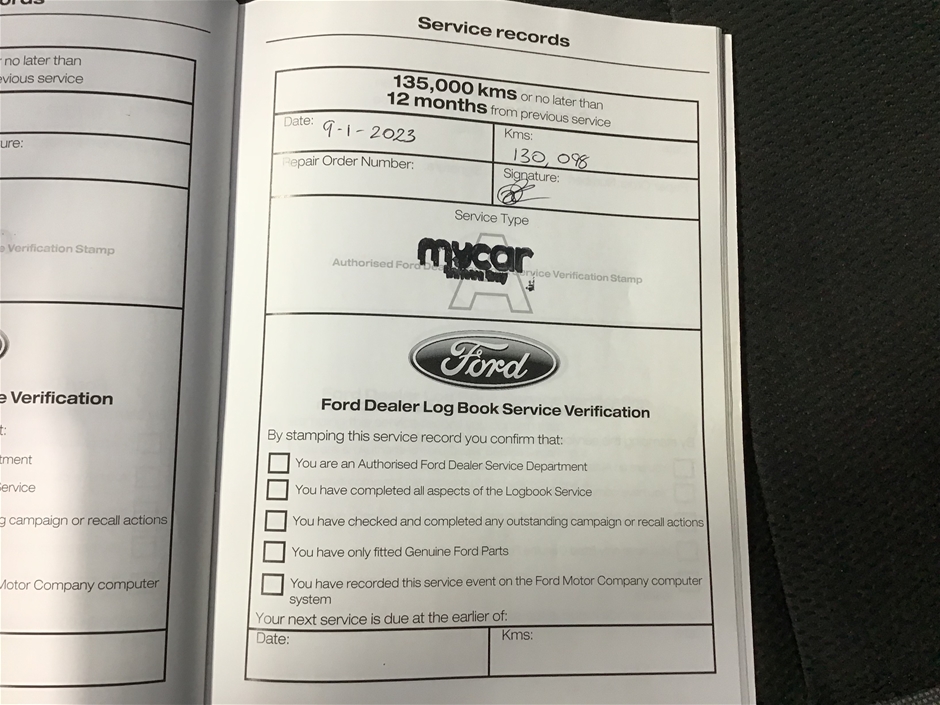 Service records
135,000 kms or no later than
12 months from previous service
Date: 9-1-2023
Kms: 130,098
Repair Order Number:
Signature:
Service Type
mycar
Authorised Ford De
A
rvice Verification Stamp
Ford
Ford Dealer Log Book Service Verification
By stamping this service record you confirm that:
You are an Authorised Ford Dealer Service Department
You have completed all aspects of the Logbook Service
You have checked and completed any outstanding campaign or recall actions
You have only fitted Genuine Ford Parts
You have recorded this service event on the Ford Motor Company computer
system
Your next service is due at the earlier of:
Date:
Kms:
no later than
evious service
ure:
e Verification Stamp
e Verification
t:
tment
Service
g campaign or recall actions
Motor Company computer